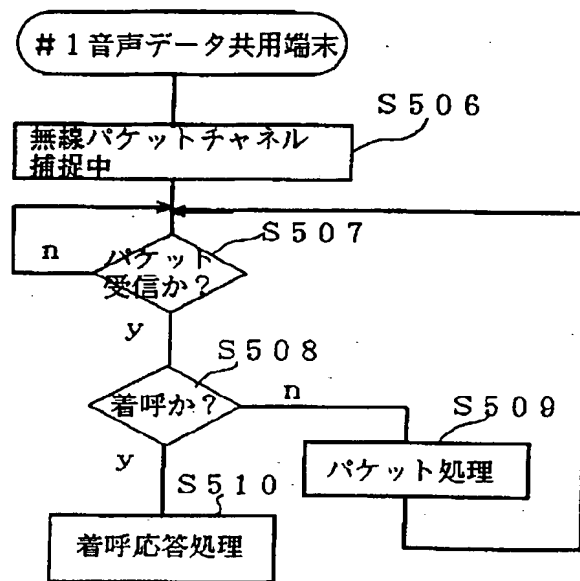 ＃１音声データ共用端末
Ｓ５０６
無線パケットチャネル
捕捉中
Ｓ５０７
n
パケット
受信か？
y
Ｓ５０８
着呼か？
n
Ｓ５０９
y
パケット処理
Ｓ５１０
着呼応答処理